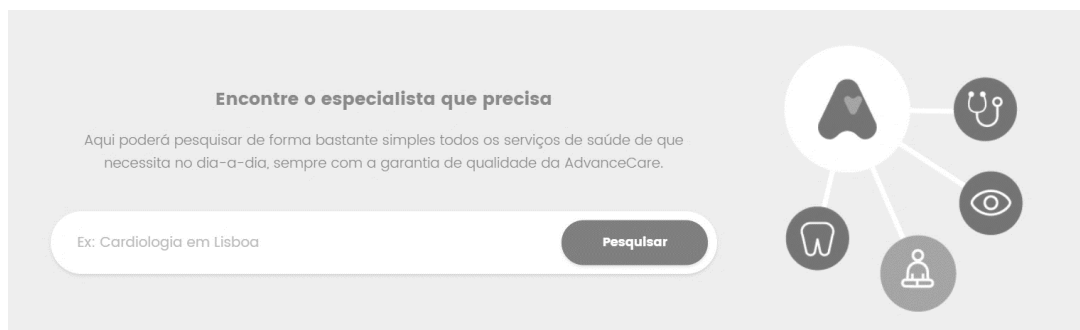 Encontre o especialista que precisa
Aqui poderá pesquisar de forma bastante simples todos os serviços de saúde de que
necessita no dia-a-dia, sempre com a garantia de qualidade da AdvanceCare.
Ex: Cardiologia em Lisboa
Pesquisar